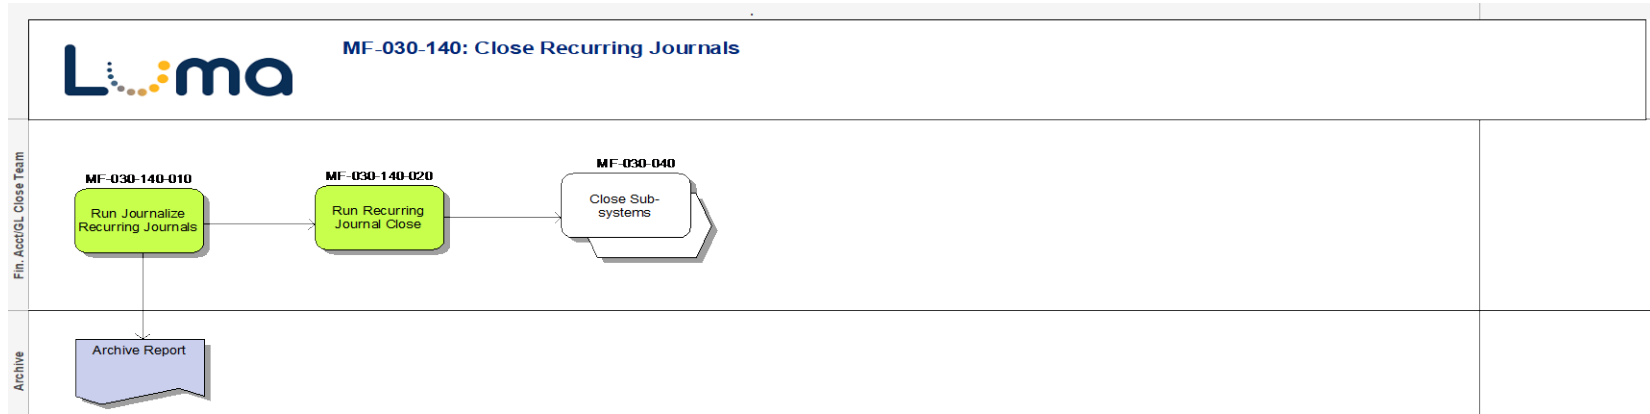 Luma
MF-030-140: Close Recurring Journals
Fin. Acct/GL Close Team
MF-030-140-010
Run Journalize
Recurring Journals
MF-030-140-020
Run Recurring
Journal Close
MF-030-040
Close Sub-
systems
Archive
Archive Report